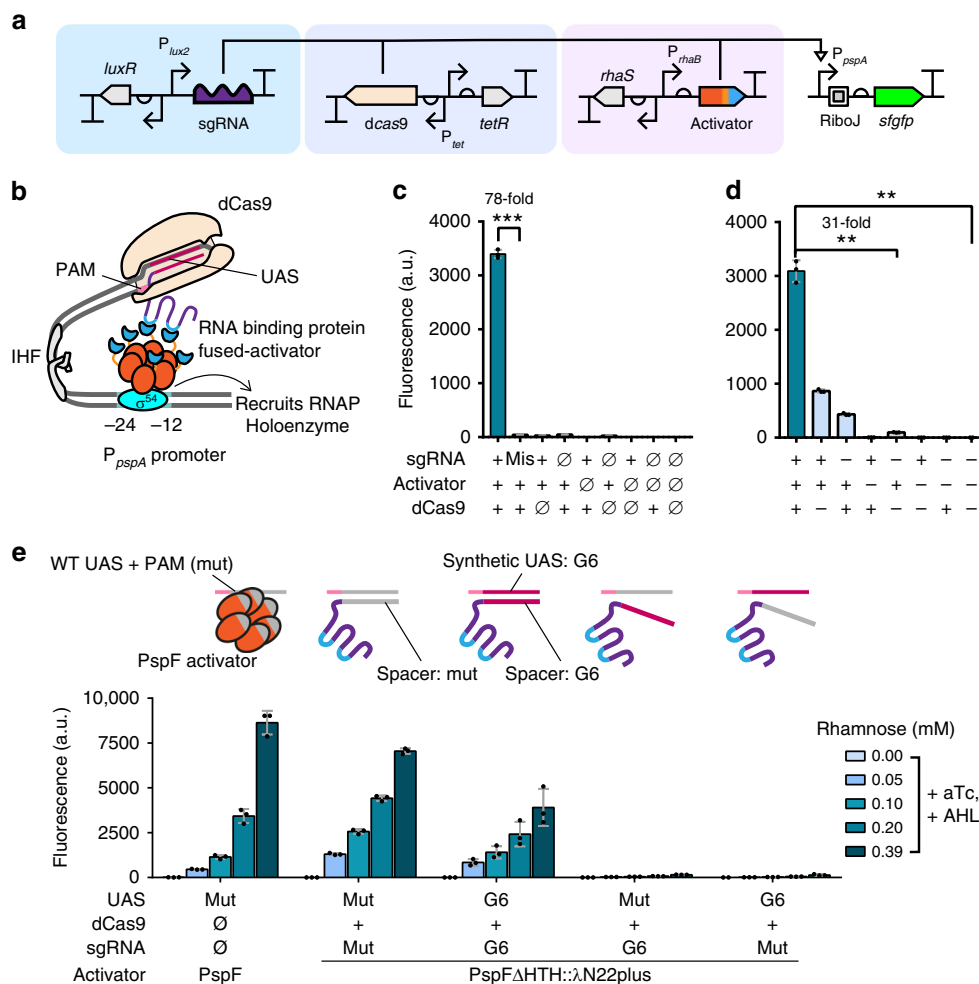 a
luxR
P lux2
sgRNA
dcas9
P tet
tetR
rhaS
P rhaB
Activator
P pspA
RiboJ
sfgfp
b
dCas9
PAM
UAS
RNA binding protein
fused-activator
IHF
σ54
Recruits RNAP
Holoenzyme
–24
–12
PpspA promoter
c
78-fold
***
Fluorescence (a.u.)
4000
3000
2000
1000
0
sgRNA + Mis + ∅ + ∅ + ∅ ∅
Activator + + + + ∅ + ∅ ∅ ∅
dCas9 + + ∅ + + ∅ ∅ + ∅
d
**
31-fold
**
4000
3000
2000
1000
0
+ + – + – + – –
+ + + – + – – –
+ – + + – – + –
e
WT UAS + PAM (mut)
PspF activator
Spacer: mut
Synthetic UAS: G6
Spacer: G6
Fluorescence (a.u.)
10,000
7500
5000
2500
0
UAS Mut Mut G6 Mut G6
dCas9 Ø + + + +
sgRNA Ø Mut G6 G6 Mut
Activator PspF PspFΔHTH::λN22plus
Rhamnose (mM)
0.00
0.05
0.10
0.20
0.39
+ aTc,
+ AHL